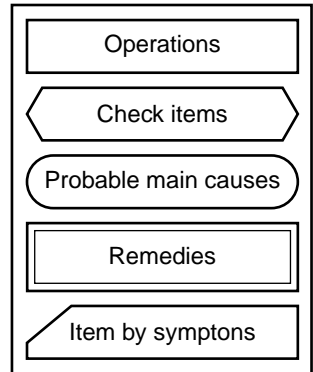 Operations
Check items
Probable main causes
Remedies
Item by symptons